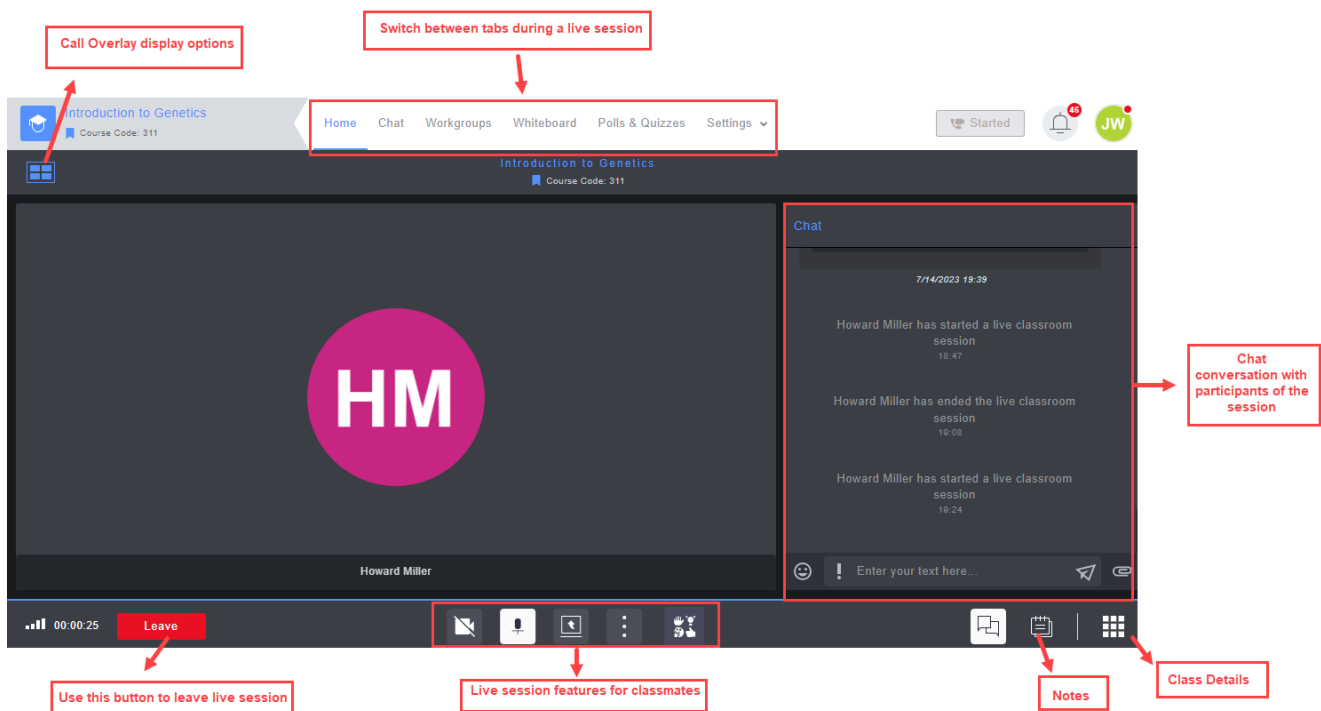 Switch between tabs during a live session
Call Overlay display options
Introduction to Genetics
Course Code: 311
Home Chat Workgroups Whiteboard Polls & Quizzes Settings
Started
46
JW
Introduction to Genetics
Course Code: 311
Chat
7/14/2023 19:39
Howard Miller has started a live classroom
session
18:47
Howard Miller has ended the live classroom
session
19:08
Howard Miller has started a live classroom
session
19:24
HM
Howard Miller
Enter your text here...
Chat
conversation with
participants of the
session
00:00:25
Leave
Use this button to leave live session
Live session features for classmates
Notes
Class Details